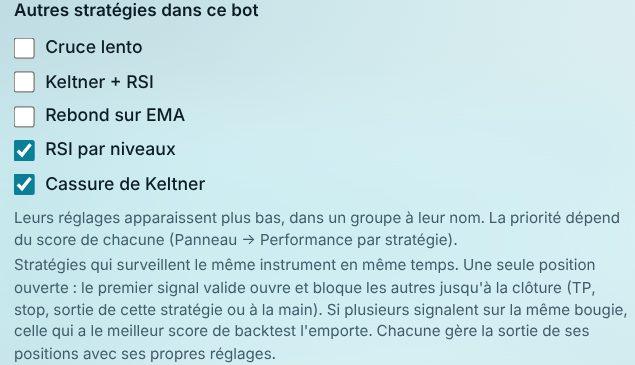 Autres stratégies dans ce bot
Cruce lento
Keltner + RSI
Rebond sur EMA
RSI par niveaux
Cassure de Keltner
Leurs réglages apparaissent plus bas, dans un groupe à leur nom. La priorité dépend
du score de chacune (Panneau → Performance par stratégie).
Stratégies qui surveillent le même instrument en même temps. Une seule position
ouverte : le premier signal valide ouvre et bloque les autres jusqu'à la clôture (TP,
stop, sortie de cette stratégie ou à la main). Si plusieurs signalent sur la même bougie,
celle qui a le meilleur score de backtest l'emporte. Chacune gère la sortie de ses
positions avec ses propres réglages.